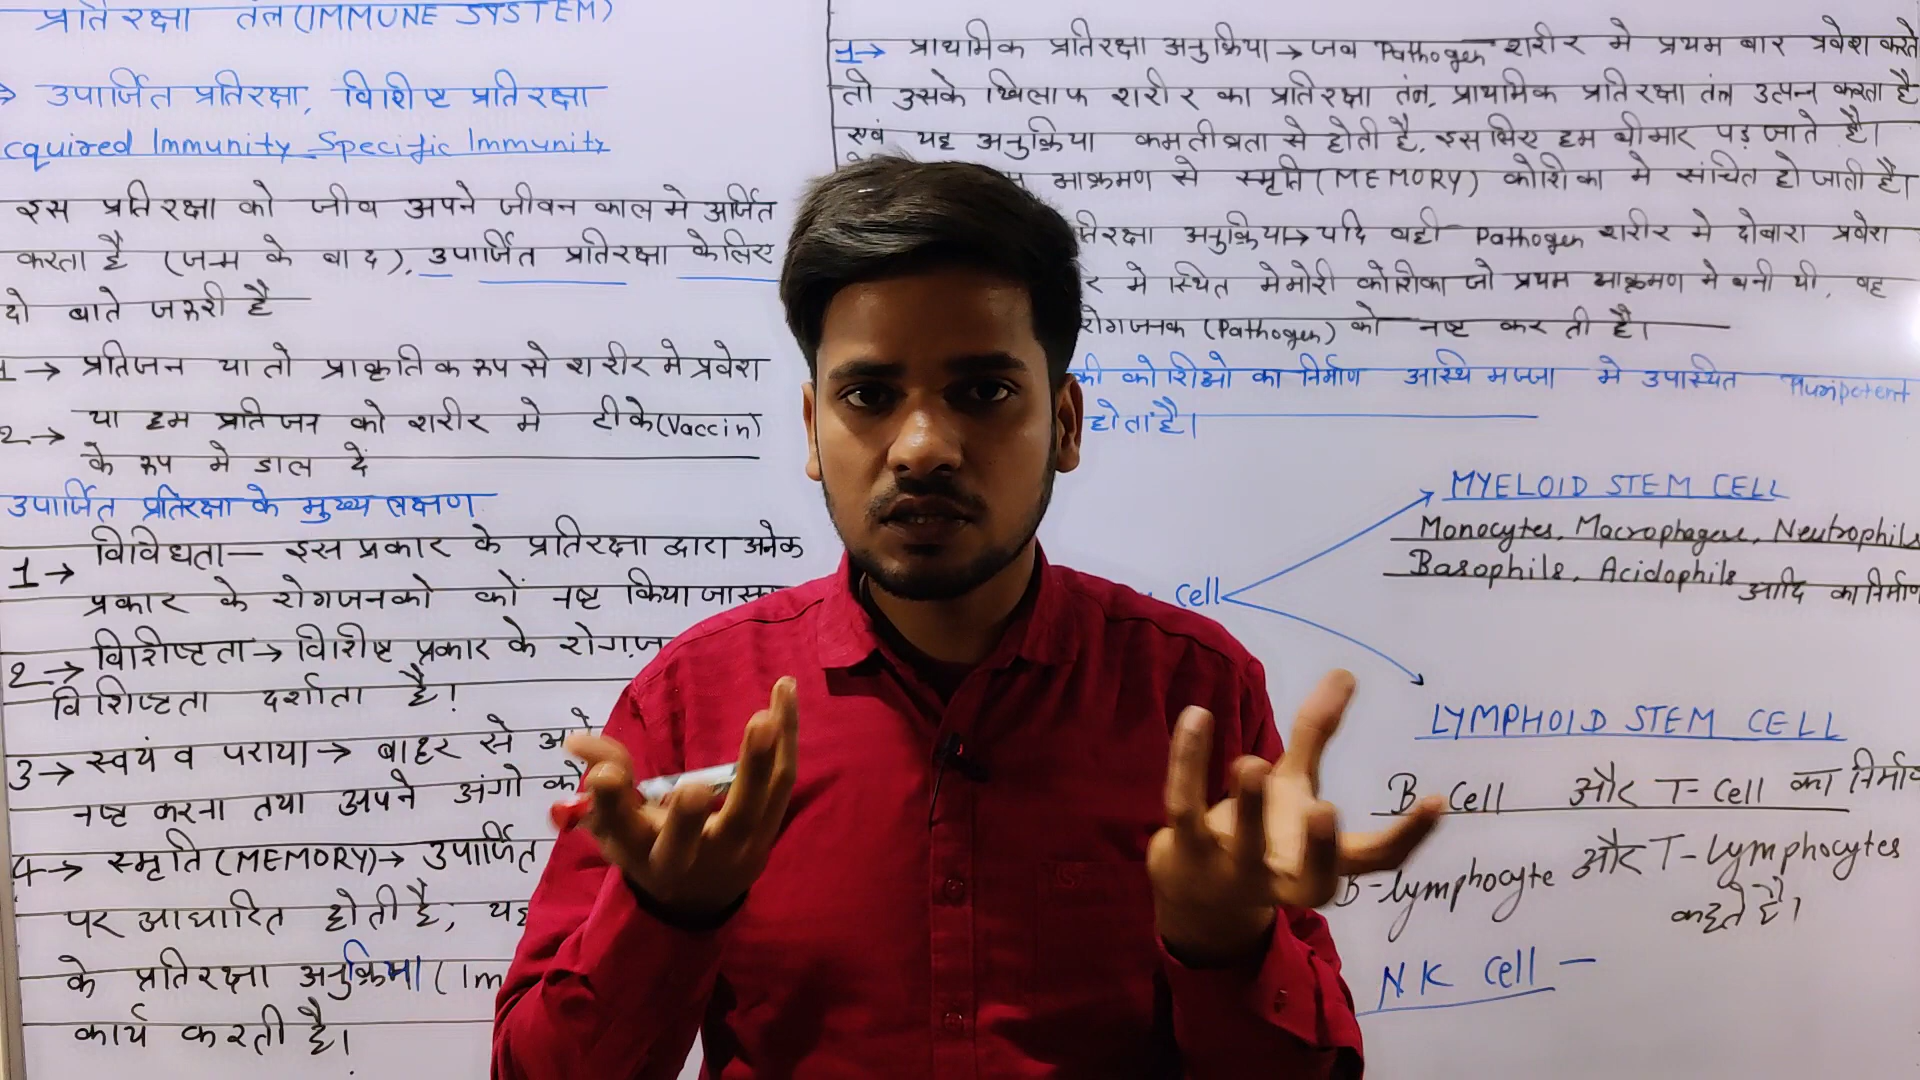 प्रतिरक्षा तंत्र (IMMUNE SYSTEM)
उपार्जित प्रतिरक्षा, विशिष्ट प्रतिरक्षा
cquired Immunity Specific Immunity
इस प्रतिरक्षा को जीव अपने जीवन काल मे अर्जित
करता है (जन्म के बाद), उपार्जित प्रतिरक्षा के लिए
दो बाते जरूरी है
1→ प्रतिजन या तो प्राकृतिक रूप से शरीर मे प्रवेश
2→ या हम प्रतिजन को शरीर मे टीके (Vaccin)
के रूप मे डाल दें
उपार्जित प्रतिरक्षा के मुख्य लक्षण
1→ विविधता— इस प्रकार के प्रतिरक्षा द्वारा अनेक
प्रकार के रोगजनको कों नष्ट किया जा
2→ विशिष्टता→ विशिष्ट प्रकार के
विशिष्टता दर्शाता है!
3→ स्वयं व पराया→ बाहर से
नष्ट करना तथा अपने अंगो को
4→ स्मृति (MEMORY)→ उपार्जित
पर आधारित होती है, यह
के प्रतिरक्षा अनुक्रिया (Im
कार्य करती है।
1→ प्राथमिक प्रतिरक्षा अनुक्रिया→ जब Pathogen शरीर मे प्रथम बार प्रवेश करते
तो उसके खिलाफ शरीर का प्रतिरक्षा तंत्र, प्राथमिक प्रतिरक्षा तंत्र उत्पन्न करता है
एवं यह अनुक्रिया कम तीव्रता से होती है, इस लिए हम बीमार पड़ जाते है।
आक्रमण से स्मृति (MEMORY) कोशिका मे संचित हो जाती है।
तिरक्षा अनुक्रिया→ यदि वही Pathogen शरीर मे दोबारा प्रवेश
र मे स्थित मेमोरी कोशिका जो प्रथम आक्रमण मे बनी थी, वह
रोगजनक (Pathogen) को नष्ट कर ती है।
की कोशिओ का निर्माण अस्थि मज्जा मे उपास्थित Pluripotent
होता है।
cell
MYELOID STEM CELL
Monocytes, Macrophages, Neutrophils
Basophils, Acidophils आदि का निर्माण
LYMPHOID STEM CELL
B Cell और T-Cell का निर्माण
B-lymphocyte और T-lymphocytes
कहते है।
NK Cell —